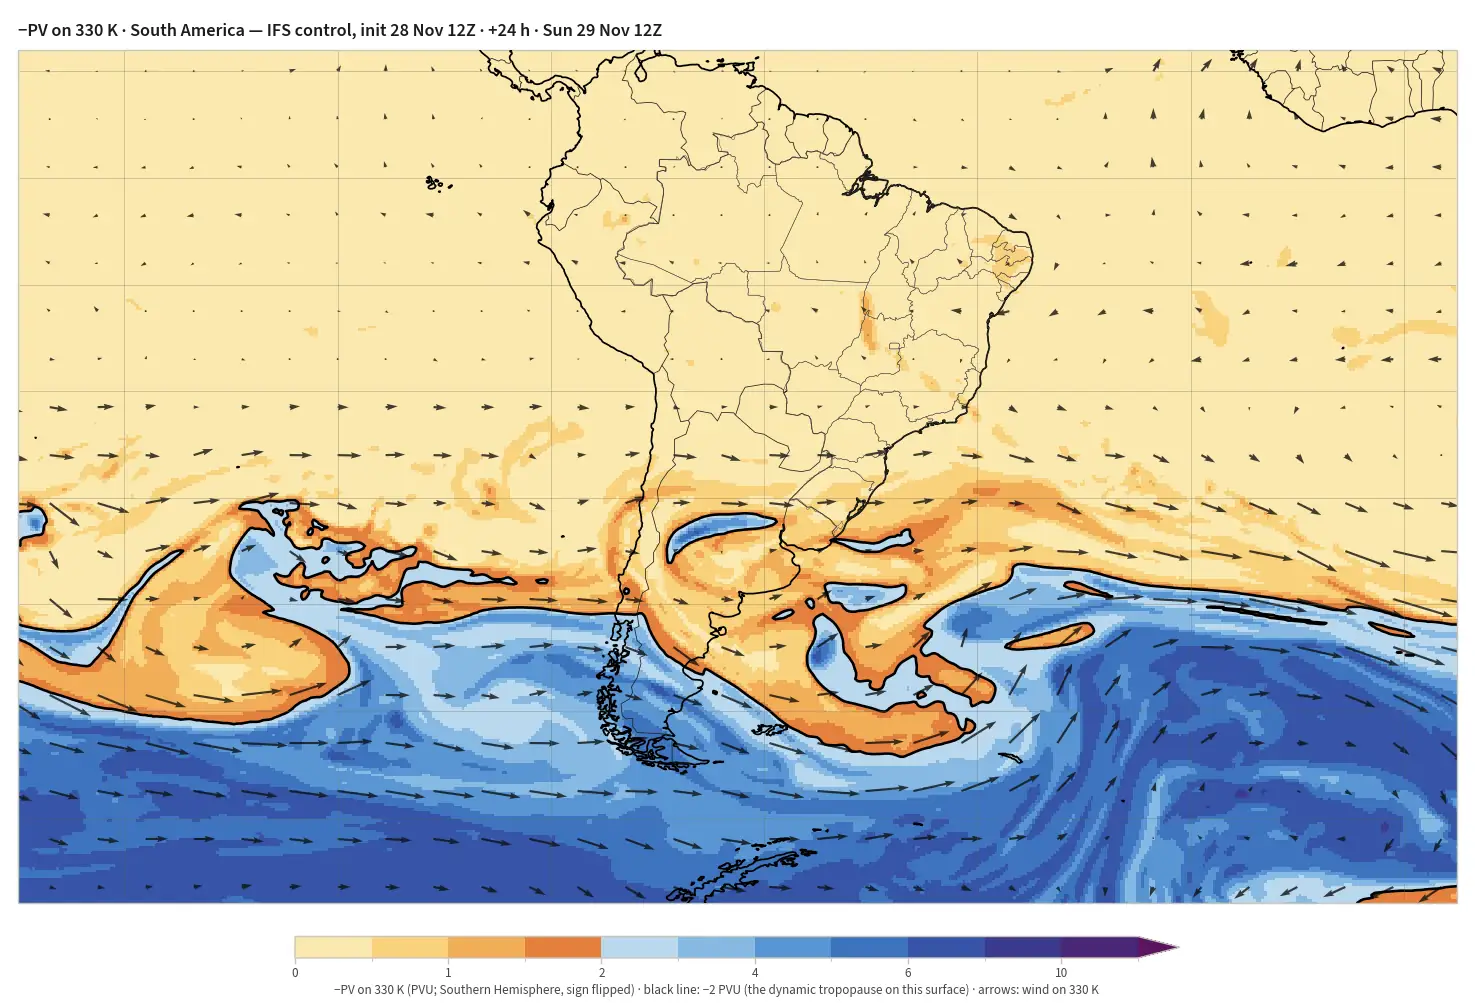 −PV on 330 K · South America — IFS control, init 28 Nov 12Z · +24 h · Sun 29 Nov 12Z
0 1 2 4 6 10
−PV on 330 K (PVU; Southern Hemisphere, sign flipped) · black line: −2 PVU (the dynamic tropopause on this surface) · arrows: wind on 330 K